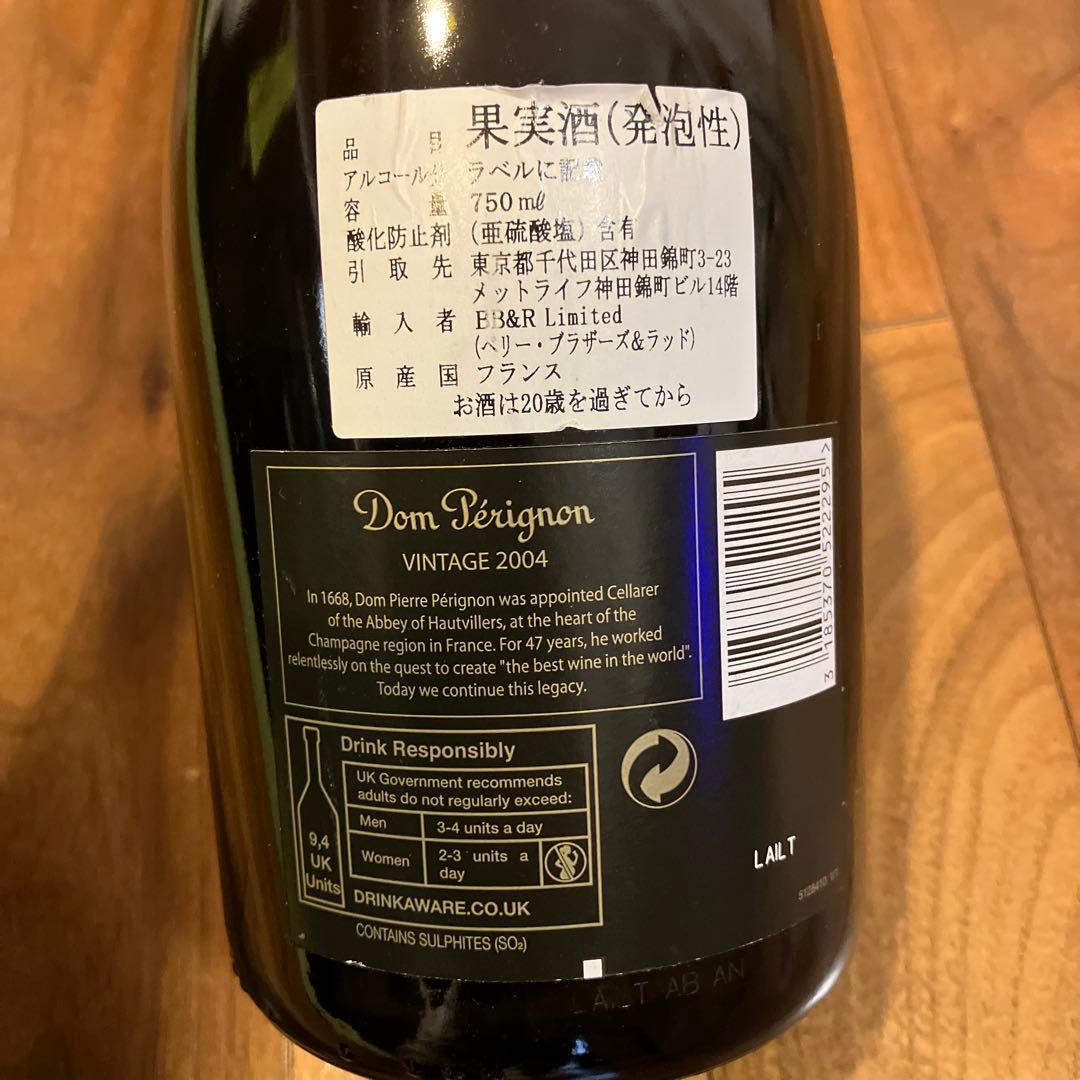 品 目 果実酒(発泡性)
アルコール分 ラベルに記載
容 量 750mℓ
酸化防止剤 (亜硫酸塩) 含有
引 取 先 東京都千代田区神田錦町3-23
メットライフ神田錦町ビル14階
輸 入 者 BB&R Limited
(ベリー・ブラザーズ&ラッド)
原 産 国 フランス
お酒は20歳を過ぎてから
Dom Pérignon
VINTAGE 2004
In 1668, Dom Pierre Pérignon was appointed Cellarer
of the Abbey of Hautvillers, at the heart of the
Champagne region in France. For 47 years, he worked
relentlessly on the quest to create "the best wine in the world".
Today we continue this legacy.
3 185370 522295>
Drink Responsibly
UK Government recommends
adults do not regularly exceed:
Men 3-4 units a day
Women 2-3 units a
day
9,4
UK
Units
DRINKAWARE.CO.UK
CONTAINS SULPHITES (SO₂)
LAILT
LAILT AB AN